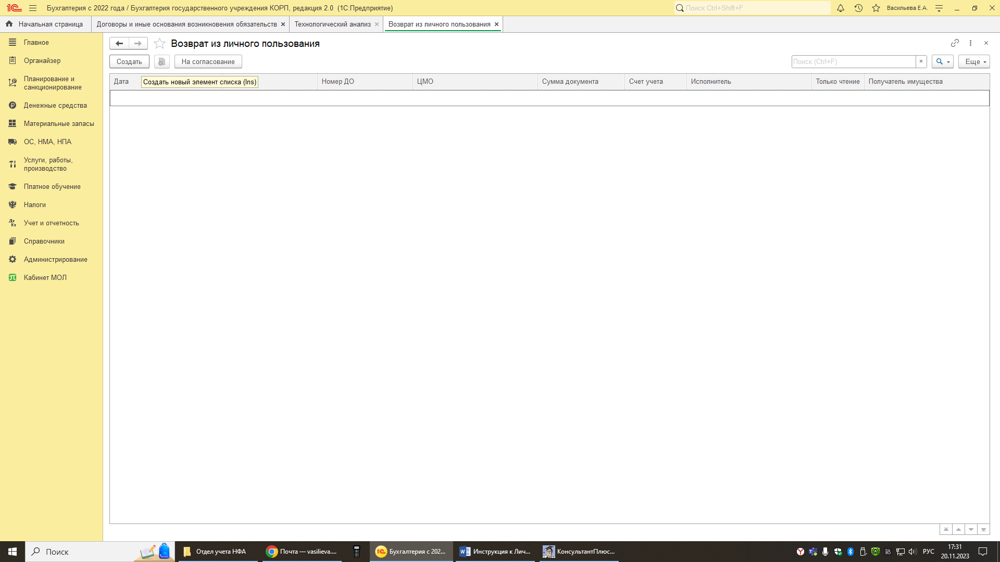 Бухгалтерия с 2022 года / Бухгалтерия государственного учреждения КОРП, редакция 2.0 (1С:Предприятие)
Поиск Ctrl+Shift+F
Васильева Е.А.
Начальная страница
Договоры и иные основания возникновения обязательств
Технологический анализ
Возврат из личного пользования
Главное
Органайзер
Планирование и
санкционирование
Денежные средства
Материальные запасы
ОС, НМА, НПА
Услуги, работы,
производство
Платное обучение
Налоги
Учет и отчетность
Справочники
Администрирование
Кабинет МОЛ
Возврат из личного пользования
Создать
На согласование
Поиск (Ctrl+F)
Еще
Дата
Создать новый элемент списка (Ins)
Номер ДО
ЦМО
Сумма документа
Счет учета
Исполнитель
Только чтение
Получатель имущества
Поиск
Отдел учета НФА
Почта — vasilieva....
Бухгалтерия с 202...
Инструкция к Лич...
КонсультантПлюс...
РУС
17:31
20.11.2023